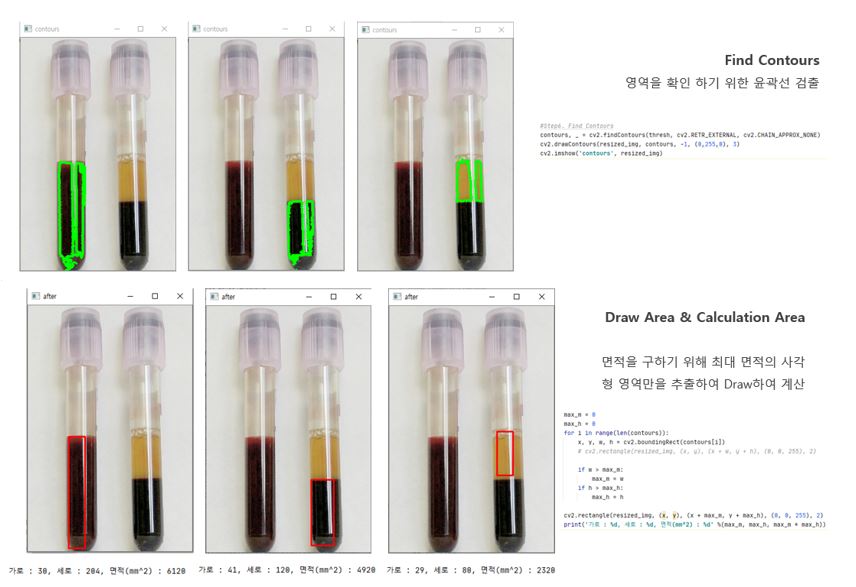 contours
contours
contours
Find Contours
영역을 확인 하기 위한 윤곽선 검출
#Step6. Find Contours
contours, _ = cv2.findContours(thresh, cv2.RETR_EXTERNAL, cv2.CHAIN_APPROX_NONE)
cv2.drawContours(resized_img, contours, -1, (0,255,0), 3)
cv2.imshow('contours', resized_img)
after
after
after
Draw Area & Calculation Area
면적을 구하기 위해 최대 면적의 사각
형 영역만을 추출하여 Draw하여 계산
max_m = 0
max_h = 0
for i in range(len(contours)):
x, y, w, h = cv2.boundingRect(contours[i])
# cv2.rectangle(resized_img, (x, y), (x + w, y + h), (0, 0, 255), 2)
if w > max_m:
max_m = w
if h > max_h:
max_h = h
cv2.rectangle(resized_img, (x, y), (x + max_m, y + max_h), (0, 0, 255), 2)
print('가로 : %d, 세로 : %d, 면적(mm^2) : %d' %(max_m, max_h, max_m * max_h))
가로 : 30, 세로 : 204, 면적(mm^2) : 6120
가로 : 41, 세로 : 120, 면적(mm^2) : 4920
가로 : 29, 세로 : 80, 면적(mm^2) : 2320